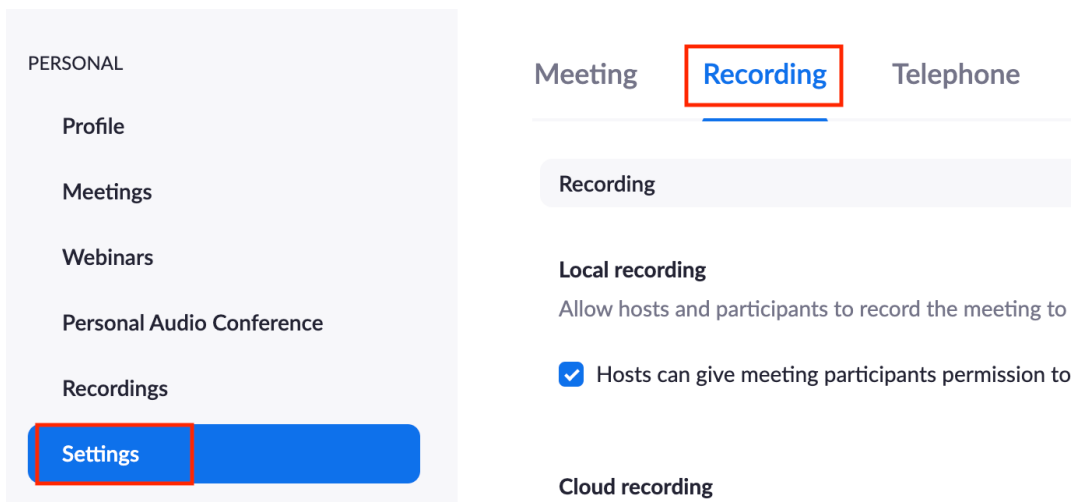 PERSONAL
Profile
Meetings
Webinars
Personal Audio Conference
Recordings
Settings
Meeting Recording Telephone
Recording
Local recording
Allow hosts and participants to record the meeting to
Hosts can give meeting participants permission to
Cloud recording